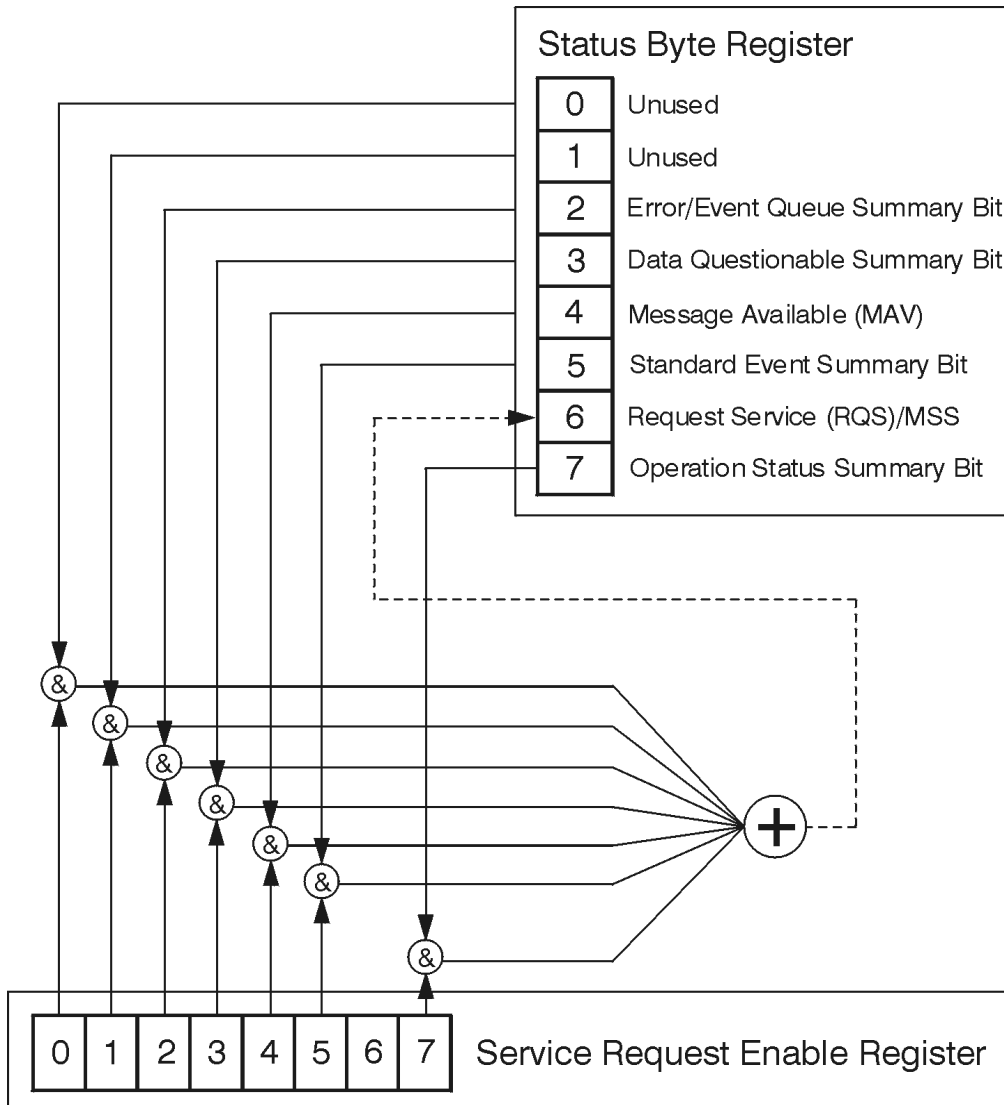 Status Byte Register
0 Unused
1 Unused
2 Error/Event Queue Summary Bit
3 Data Questionable Summary Bit
4 Message Available (MAV)
5 Standard Event Summary Bit
6 Request Service (RQS)/MSS
7 Operation Status Summary Bit
&
&
&
&
&
&
+
&
0 1 2 3 4 5 6 7 Service Request Enable Register